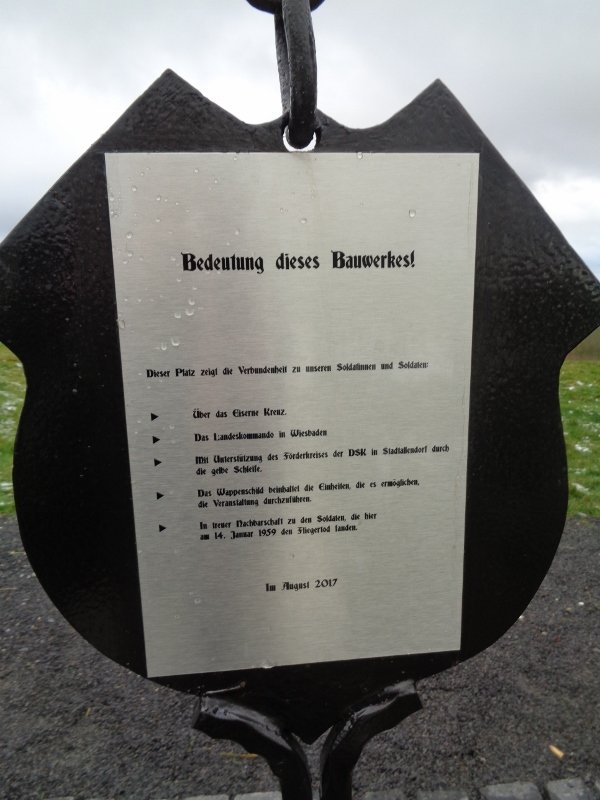 Bedeutung dieses Bauwerkes!
Dieser Platz zeigt die Verbundenheit zu unseren Soldatinnen und Soldaten:
Über das Eiserne Kreuz.
Das Landeskommando in Wiesbaden
Mit Unterstützung des Förderkreises der DSK in Stadtallendorf durch
die gelbe Schleife.
Das Wappenschild beinhaltet die Einheiten, die es ermöglichen,
die Veranstaltung durchzuführen.
In treuer Nachbarschaft zu den Soldaten, die hier
am 14. Januar 1959 den Fliegertod fanden.
Im August 2017